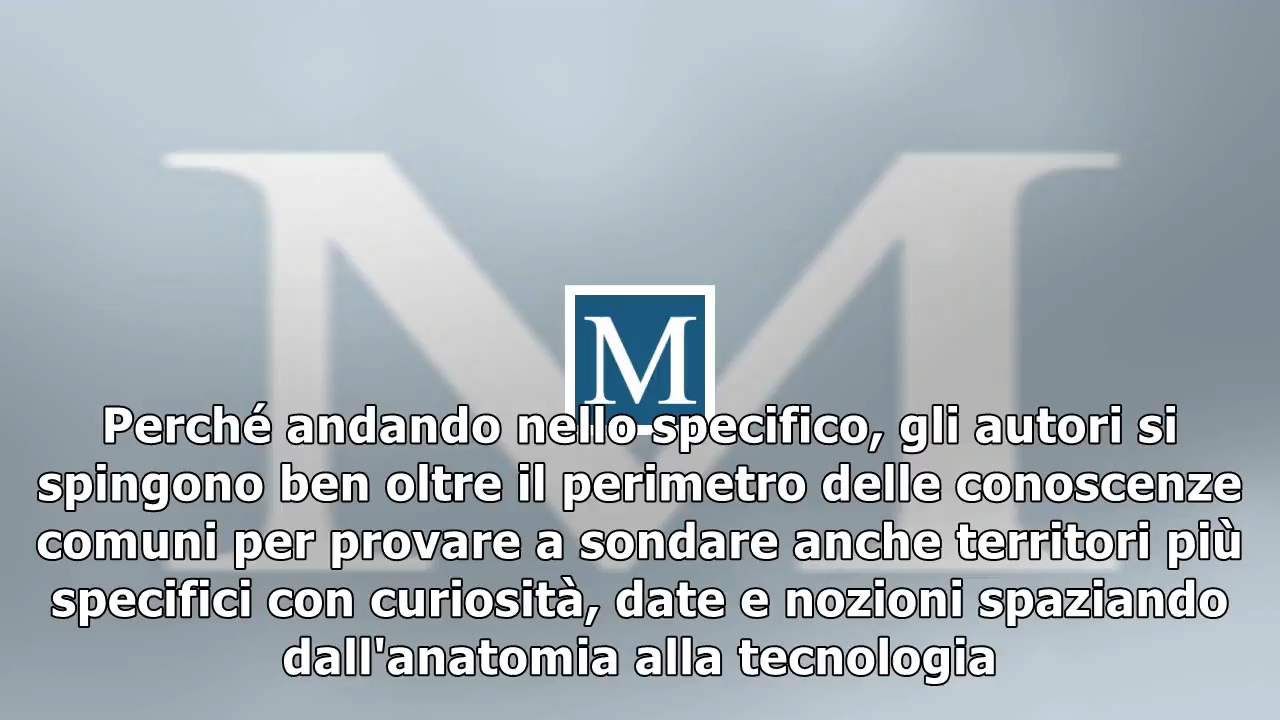 M
Perché andando nello specifico, gli autori si
spingono ben oltre il perimetro delle conoscenze
comuni per provare a sondare anche territori più
specifici con curiosità, date e nozioni spaziando
dall'anatomia alla tecnologia